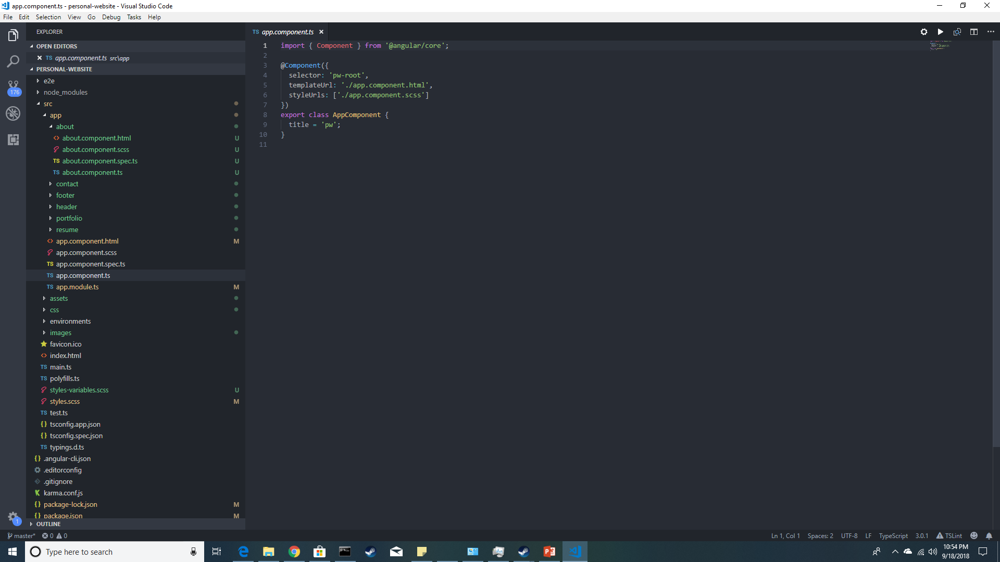 app.component.ts - personal-website - Visual Studio Code
File Edit Selection View Go Debug Tasks Help
EXPLORER
OPEN EDITORS
TS app.component.ts src\app
PERSONAL-WEBSITE
e2e
node_modules
src
app
about
about.component.html U
about.component.scss U
TS about.component.spec.ts U
TS about.component.ts U
contact
footer
header
portfolio
resume
app.component.html M
app.component.scss
TS app.component.spec.ts
TS app.component.ts
TS app.module.ts M
assets
css
environments
images
favicon.ico
index.html
TS main.ts
TS polyfills.ts
styles-variables.scss U
styles.scss M
TS test.ts
{} tsconfig.app.json
{} tsconfig.spec.json
TS typings.d.ts
{} .angular-cli.json
.editorconfig
.gitignore
karma.conf.js
{} package-lock.json M
{} package.json M
OUTLINE
176
1
TS app.component.ts
1 import { Component } from '@angular/core';
2
3 @Component({
4 selector: 'pw-root',
5 templateUrl: './app.component.html',
6 styleUrls: ['./app.component.scss']
7 })
8 export class AppComponent {
9 title = 'pw';
10 }
11
master* 0 0
Ln 1, Col 1 Spaces: 2 UTF-8 LF TypeScript 3.0.1 TSLint
Type here to search
10:54 PM
9/18/2018